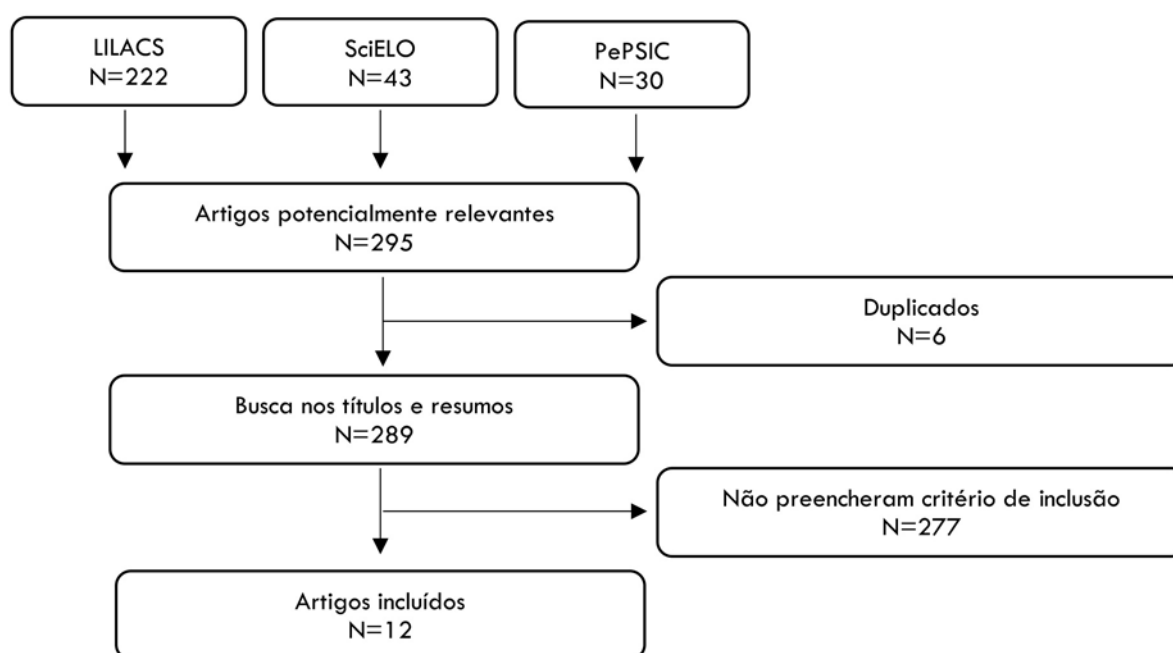 LILACS
N=222
SciELO
N=43
PePSIC
N=30
Artigos potencialmente relevantes
N=295
Duplicados
N=6
Busca nos títulos e resumos
N=289
Não preencheram critério de inclusão
N=277
Artigos incluídos
N=12